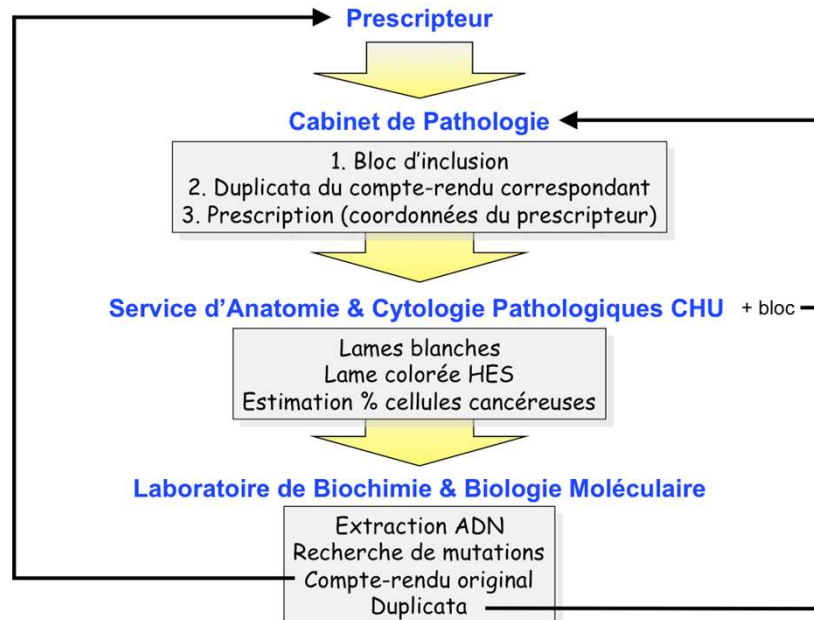 Prescripteur
Cabinet de Pathologie
1. Bloc d'inclusion
2. Duplicata du compte-rendu correspondant
3. Prescription (coordonnées du prescripteur)
Service d'Anatomie & Cytologie Pathologiques CHU + bloc
Lames blanches
Lame colorée HES
Estimation % cellules cancéreuses
Laboratoire de Biochimie & Biologie Moléculaire
Extraction ADN
Recherche de mutations
Compte-rendu original
Duplicata